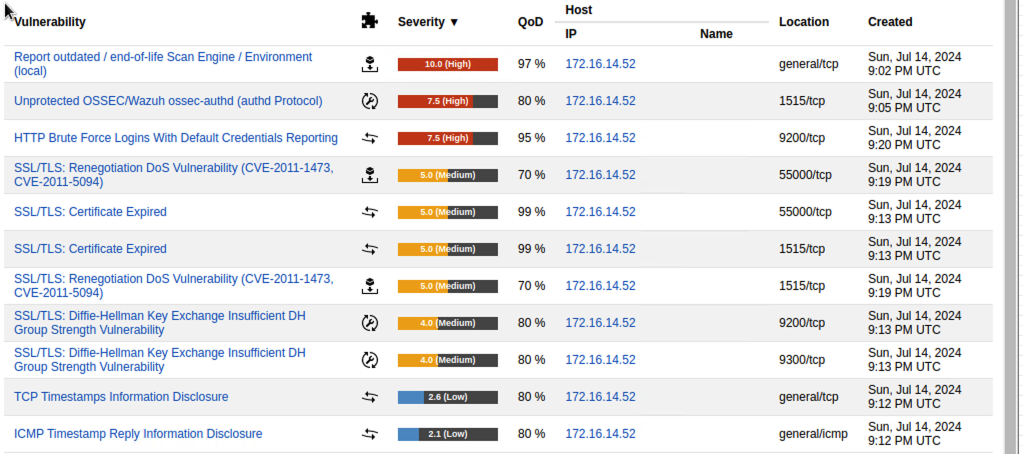 Vulnerability Severity ▼ QoD Host Location Created
IP Name
Report outdated / end-of-life Scan Engine / Environment
(local) 10.0 (High) 97 % 172.16.14.52 general/tcp Sun, Jul 14, 2024
9:02 PM UTC
Unprotected OSSEC/Wazuh ossec-authd (authd Protocol) 7.5 (High) 80 % 172.16.14.52 1515/tcp Sun, Jul 14, 2024
9:05 PM UTC
HTTP Brute Force Logins With Default Credentials Reporting 7.5 (High) 95 % 172.16.14.52 9200/tcp Sun, Jul 14, 2024
9:20 PM UTC
SSL/TLS: Renegotiation DoS Vulnerability (CVE-2011-1473,
CVE-2011-5094) 5.0 (Medium) 70 % 172.16.14.52 55000/tcp Sun, Jul 14, 2024
9:19 PM UTC
SSL/TLS: Certificate Expired 5.0 (Medium) 99 % 172.16.14.52 55000/tcp Sun, Jul 14, 2024
9:13 PM UTC
SSL/TLS: Certificate Expired 5.0 (Medium) 99 % 172.16.14.52 1515/tcp Sun, Jul 14, 2024
9:13 PM UTC
SSL/TLS: Renegotiation DoS Vulnerability (CVE-2011-1473,
CVE-2011-5094) 5.0 (Medium) 70 % 172.16.14.52 1515/tcp Sun, Jul 14, 2024
9:19 PM UTC
SSL/TLS: Diffie-Hellman Key Exchange Insufficient DH
Group Strength Vulnerability 4.0 (Medium) 80 % 172.16.14.52 9200/tcp Sun, Jul 14, 2024
9:13 PM UTC
SSL/TLS: Diffie-Hellman Key Exchange Insufficient DH
Group Strength Vulnerability 4.0 (Medium) 80 % 172.16.14.52 9300/tcp Sun, Jul 14, 2024
9:13 PM UTC
TCP Timestamps Information Disclosure 2.6 (Low) 80 % 172.16.14.52 general/tcp Sun, Jul 14, 2024
9:12 PM UTC
ICMP Timestamp Reply Information Disclosure 2.1 (Low) 80 % 172.16.14.52 general/icmp Sun, Jul 14, 2024
9:12 PM UTC